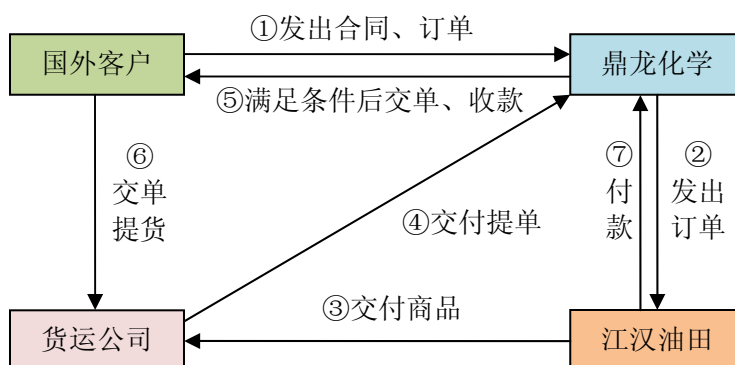 ①发出合同、订单
国外客户
鼎龙化学
⑤满足条件后交单、收款
⑥
交单
提货
⑦
付
款
②
发出
订单
④交付提单
③交付商品
货运公司
江汉油田